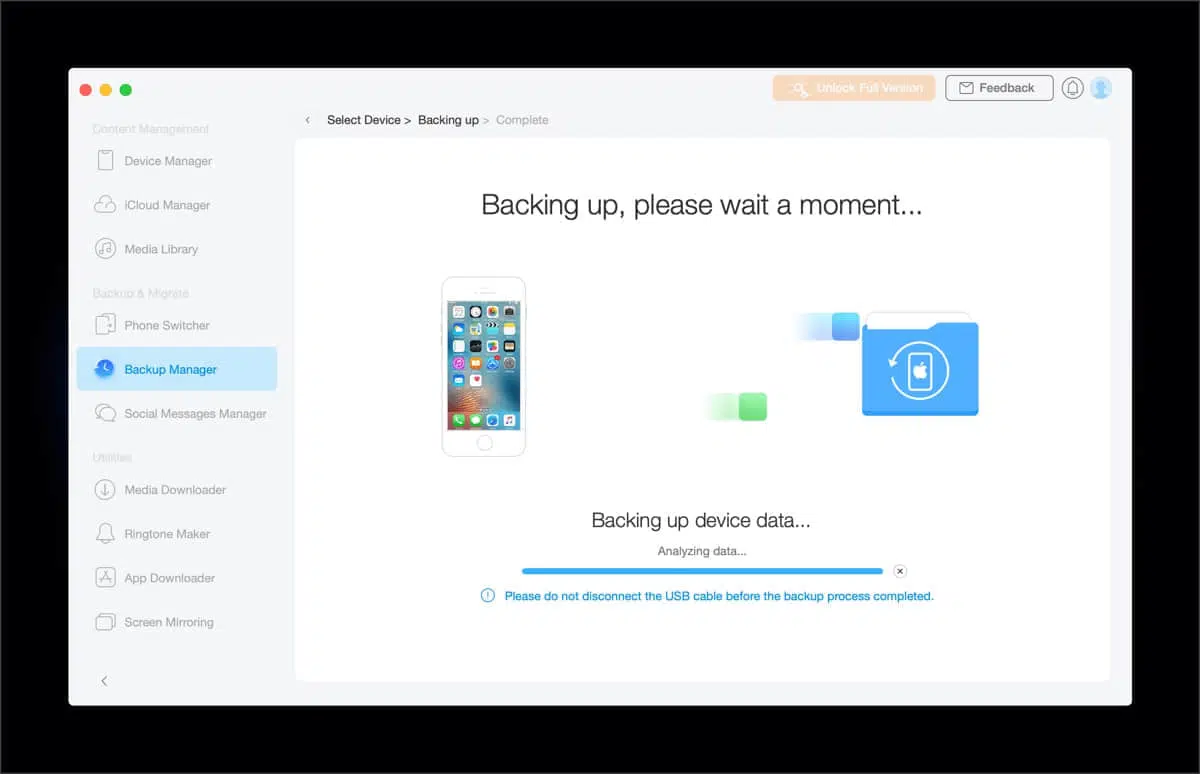 Unlock Full Version
Feedback
Select Device > Backing up > Complete
Content Management
Device Manager
iCloud Manager
Media Library
Backup & Migrate
Phone Switcher
Backup Manager
Social Messages Manager
Utilities
Media Downloader
Ringtone Maker
App Downloader
Screen Mirroring
Backing up, please wait a moment...
Backing up device data...
Analyzing data...
Please do not disconnect the USB cable before the backup process completed.